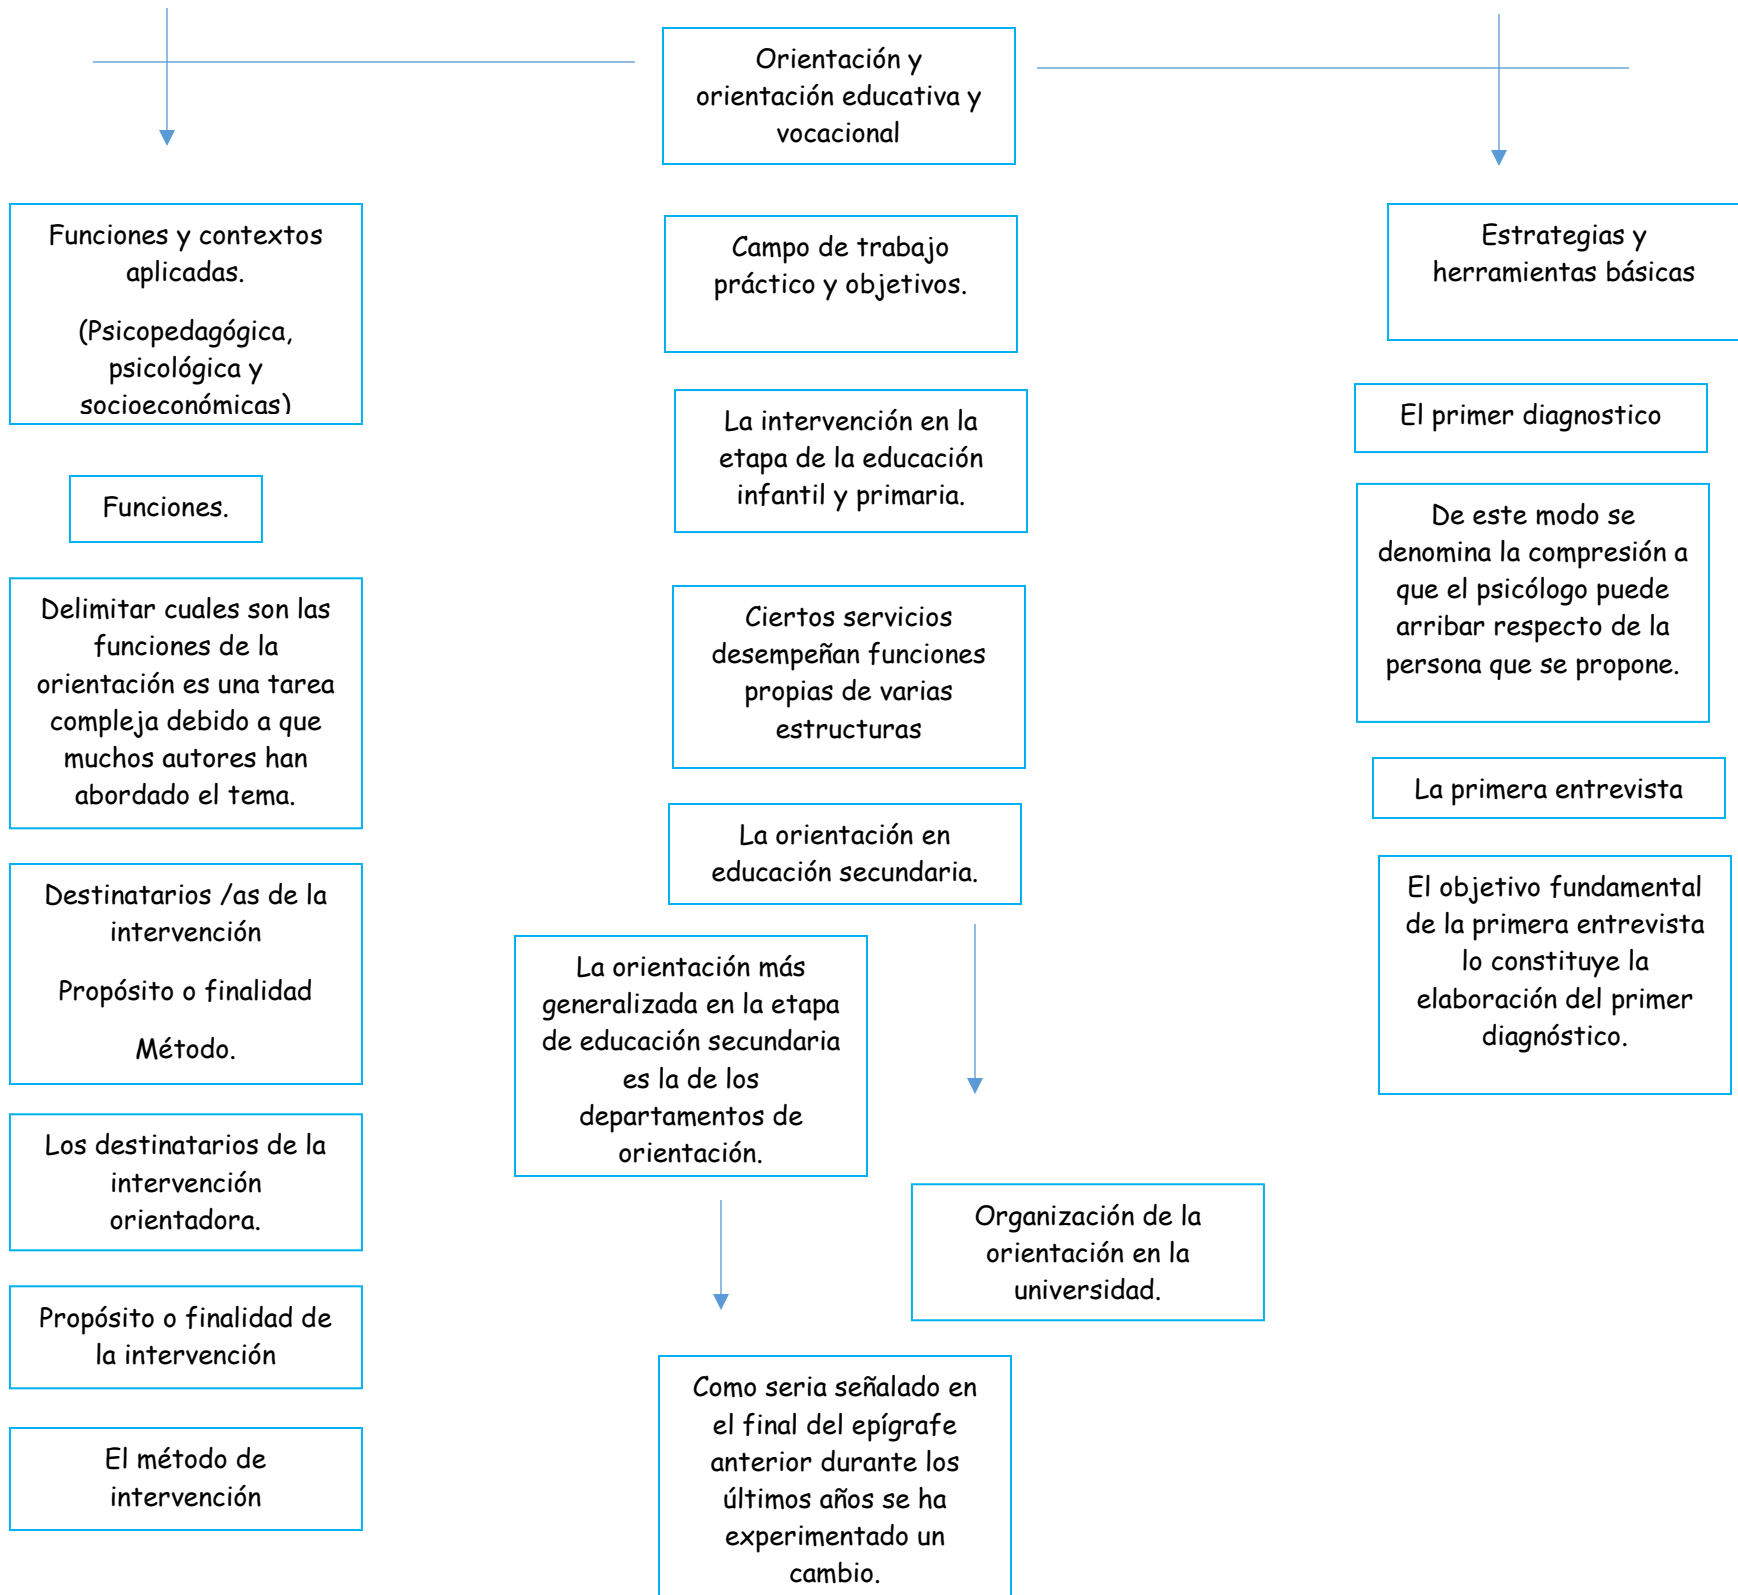 Orientación y
orientación educativa y
vocacional
Funciones y contextos
aplicadas.
(Psicopedagógica,
psicológica y
socioeconómicas)
Funciones.
Delimitar cuales son las
funciones de la
orientación es una tarea
compleja debido a que
muchos autores han
abordado el tema.
Destinatarios /as de la
intervención
Propósito o finalidad
Método.
Los destinatarios de la
intervención
orientadora.
Propósito o finalidad de
la intervención
El método de
intervención
Campo de trabajo
práctico y objetivos.
La intervención en la
etapa de la educación
infantil y primaria.
Ciertos servicios
desempeñan funciones
propias de varias
estructuras
La orientación en
educación secundaria.
La orientación más
generalizada en la etapa
de educación secundaria
es la de los
departamentos de
orientación.
Organización de la
orientación en la
universidad.
Como seria señalado en
el final del epígrafe
anterior durante los
últimos años se ha
experimentado un
cambio.
Estrategias y
herramientas básicas
El primer diagnostico
De este modo se
denomina la compresión a
que el psicólogo puede
arribar respecto de la
persona que se propone.
La primera entrevista
El objetivo fundamental
de la primera entrevista
lo constituye la
elaboración del primer
diagnóstico.